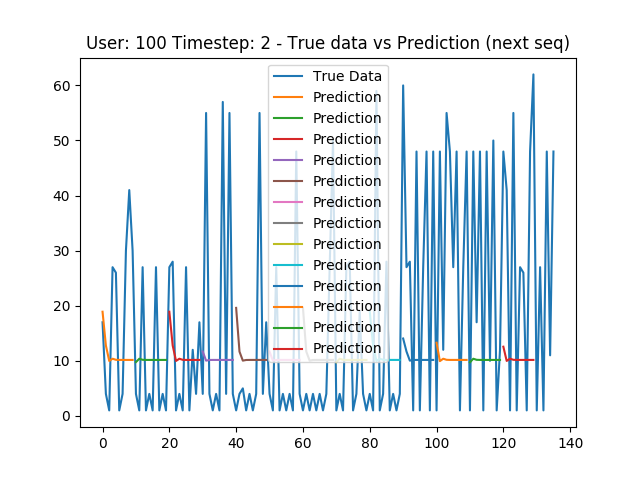 User: 100 Timestep: 2 - True data vs Prediction (next seq)
60
50
40
30
20
10
0
True Data
Prediction
Prediction
Prediction
Prediction
Prediction
Prediction
Prediction
Prediction
Prediction
Prediction
Prediction
Prediction
Prediction
0 20 40 60 80 100 120 140